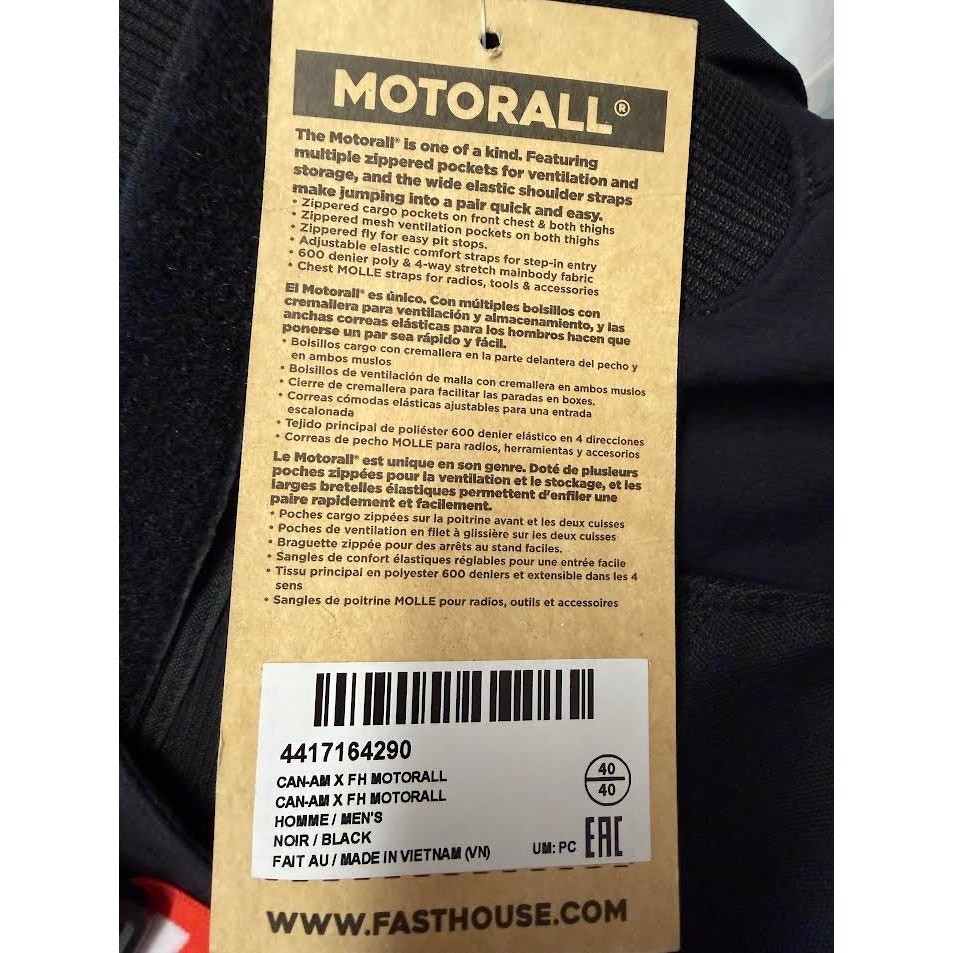 MOTORALL®
The Motorall® is one of a kind. Featuring
multiple zippered pockets for ventilation and
storage, and the wide elastic shoulder straps
make jumping into a pair quick and easy.
• Zippered cargo pockets on front chest & both thighs
• Zippered mesh ventilation pockets on both thighs
• Zippered fly for easy pit stops.
• Adjustable elastic comfort straps for step-in entry
• 600 denier poly & 4-way stretch mainbody fabric
• Chest MOLLE straps for radios, tools & accessories
El Motorall® es único. Con múltiples bolsillos con
cremallera para ventilación y almacenamiento, y las
anchas correas elásticas para los hombros hacen que
ponerse un par sea rápido y fácil.
• Bolsillos cargo con cremallera en la parte delantera del pecho y
en ambos muslos
• Bolsillos de ventilación de malla con cremallera en ambos muslos
• Cierre de cremallera para facilitar las paradas en boxes.
• Correas cómodas elásticas ajustables para una entrada
escalonada
• Tejido principal de poliéster 600 denier elástico en 4 direcciones
• Correas de pecho MOLLE para radios, herramientas y accesorios
Le Motorall® est unique en son genre. Doté de plusieurs
poches zippées pour la ventilation et le stockage, et les
larges bretelles élastiques permettent d'enfiler une
paire rapidement et facilement.
• Poches cargo zippées sur la poitrine avant et les deux cuisses
• Poches de ventilation en filet à glissière sur les deux cuisses
• Braguette zippée pour des arrêts au stand faciles.
• Sangles de confort élastiques réglables pour une entrée facile
• Tissu principal en polyester 600 deniers et extensible dans les 4
sens
• Sangles de poitrine MOLLE pour radios, outils et accessoires
4417164290
CAN-AM X FH MOTORALL
CAN-AM X FH MOTORALL
HOMME / MEN'S
NOIR / BLACK
FAIT AU / MADE IN VIETNAM (VN)
40
40
UM: PC EAC
WWW.FASTHOUSE.COM